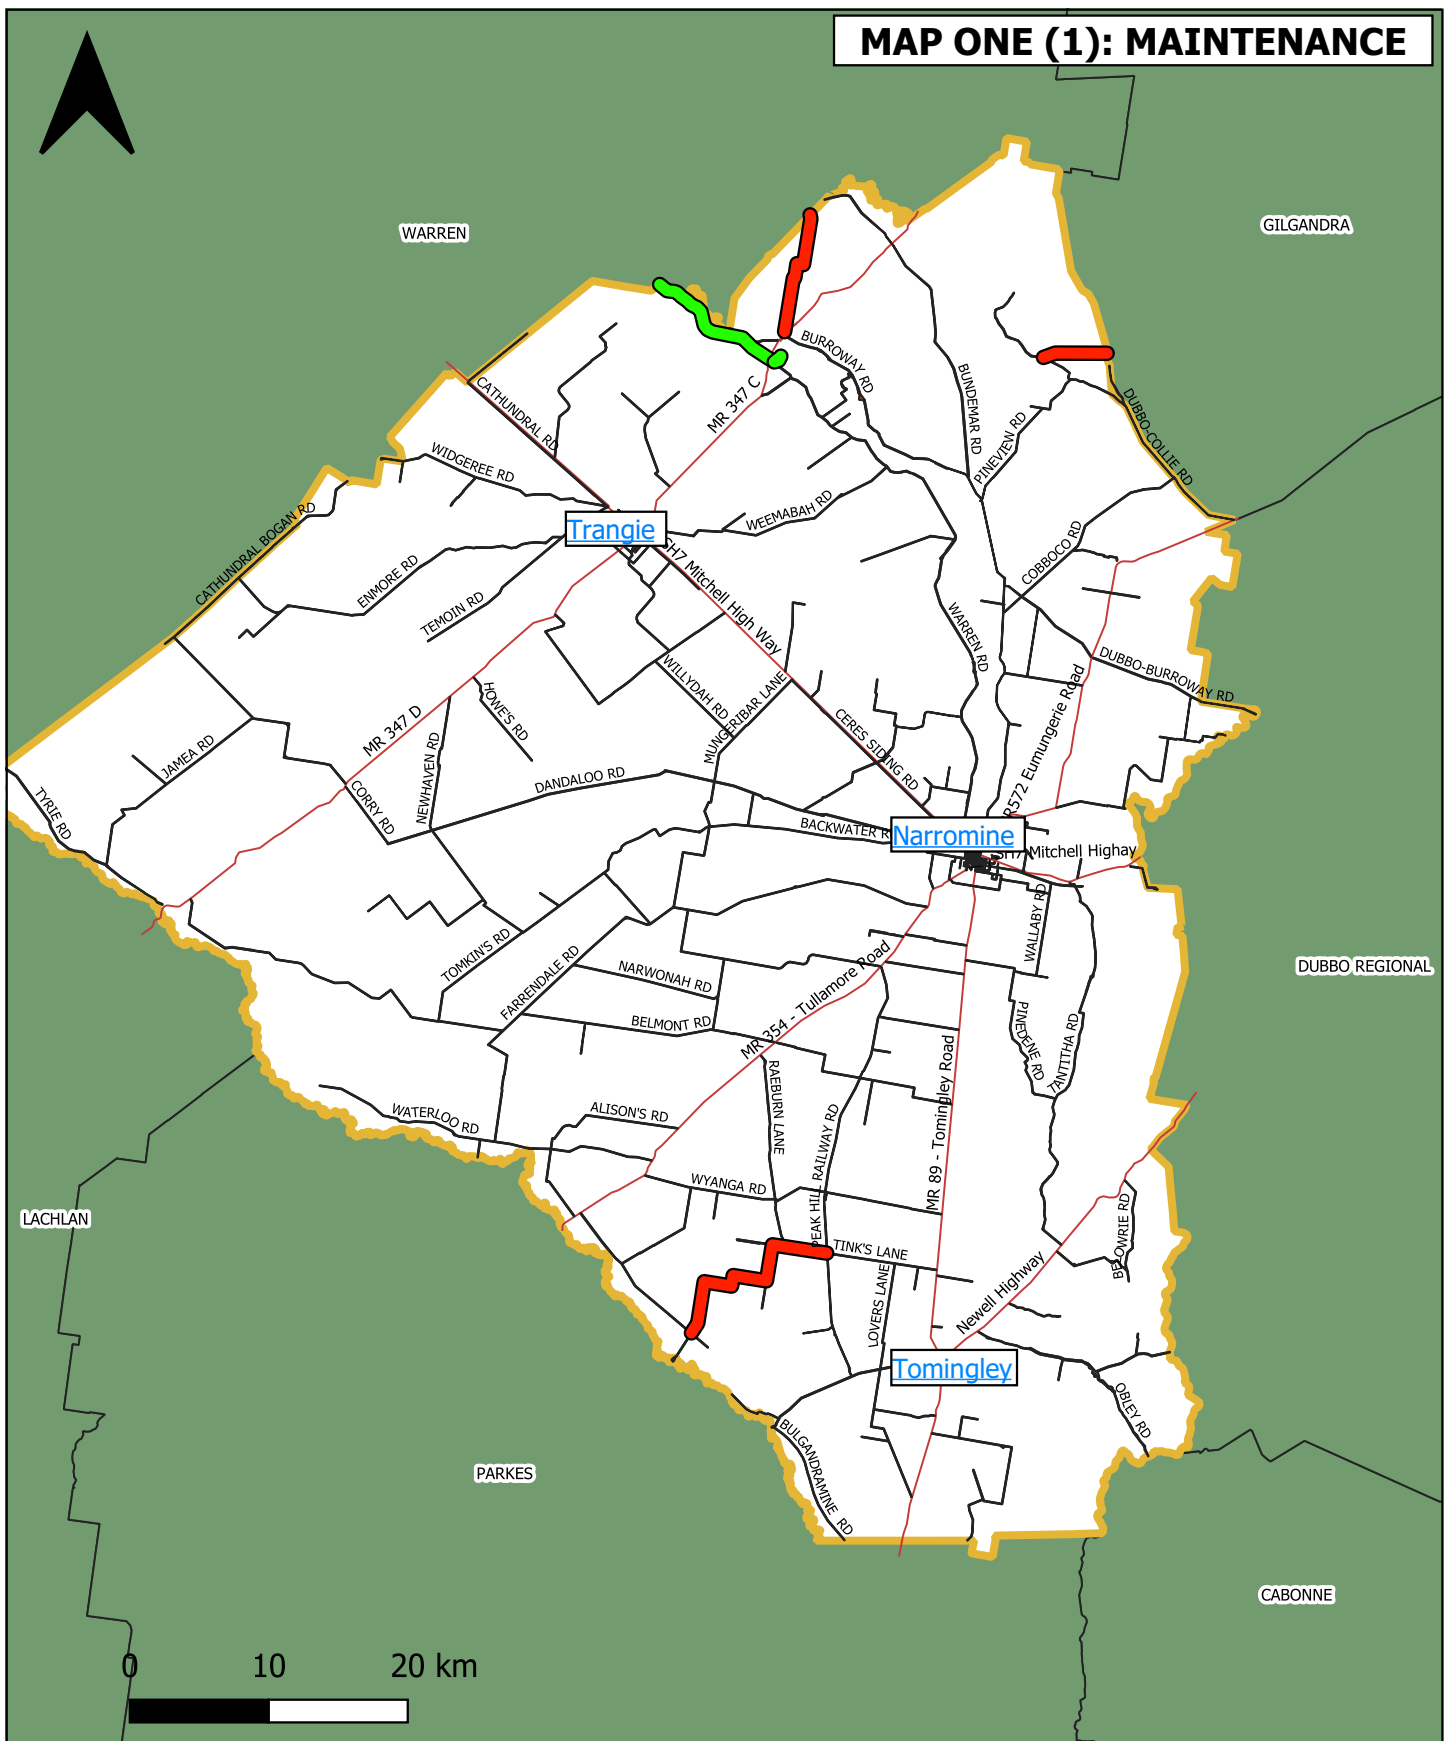 MAP ONE (1): MAINTENANCE
WARREN
GILGANDRA
BURROWAY RD
MR 347 C
BUNDEMAR RD
CATHUNDRAL RD
DUBBO-COLLIE RD
PINEVIEW RD
WIDGEREE RD
CATHUNDRAL BOGAN RD
Trangie
WEEMABAH RD
SH7 Mitchell High Way
ENMORE RD
COBBOCO RD
TEMOIN RD
WARREN RD
WILLYDAH RD
DUBBO-BURROWAY RD
MUNGERIBAR LANE
HOWE'S RD
MR 347 D
R572 Eumungerie Road
CERES SIDING RD
JAMEA RD
NEWHAVEN RD
DANDALOO RD
TYRIE RD
CORRY RD
BACKWATER R
Narromine
SH7 Mitchell Highay
WALLABY RD
TOMKIN'S RD
FARRENDALE RD
NARWONAH RD
MR 354 - Tullamore Road
DUBBO REGIONAL
BELMONT RD
PINEDENE RD
TANTITHA RD
RAEBURN LANE
MR 89 - Tomingley Road
WATERLOO RD
ALISON'S RD
PEAK HILL RAILWAY RD
WYANGA RD
LACHLAN
BEJOWRIE RD
TINK'S LANE
LOVERS LANE
Newell Highway
Tomingley
OBLEY RD
BULGANDRAMINE RD
PARKES
CABONNE
0 10 20 km